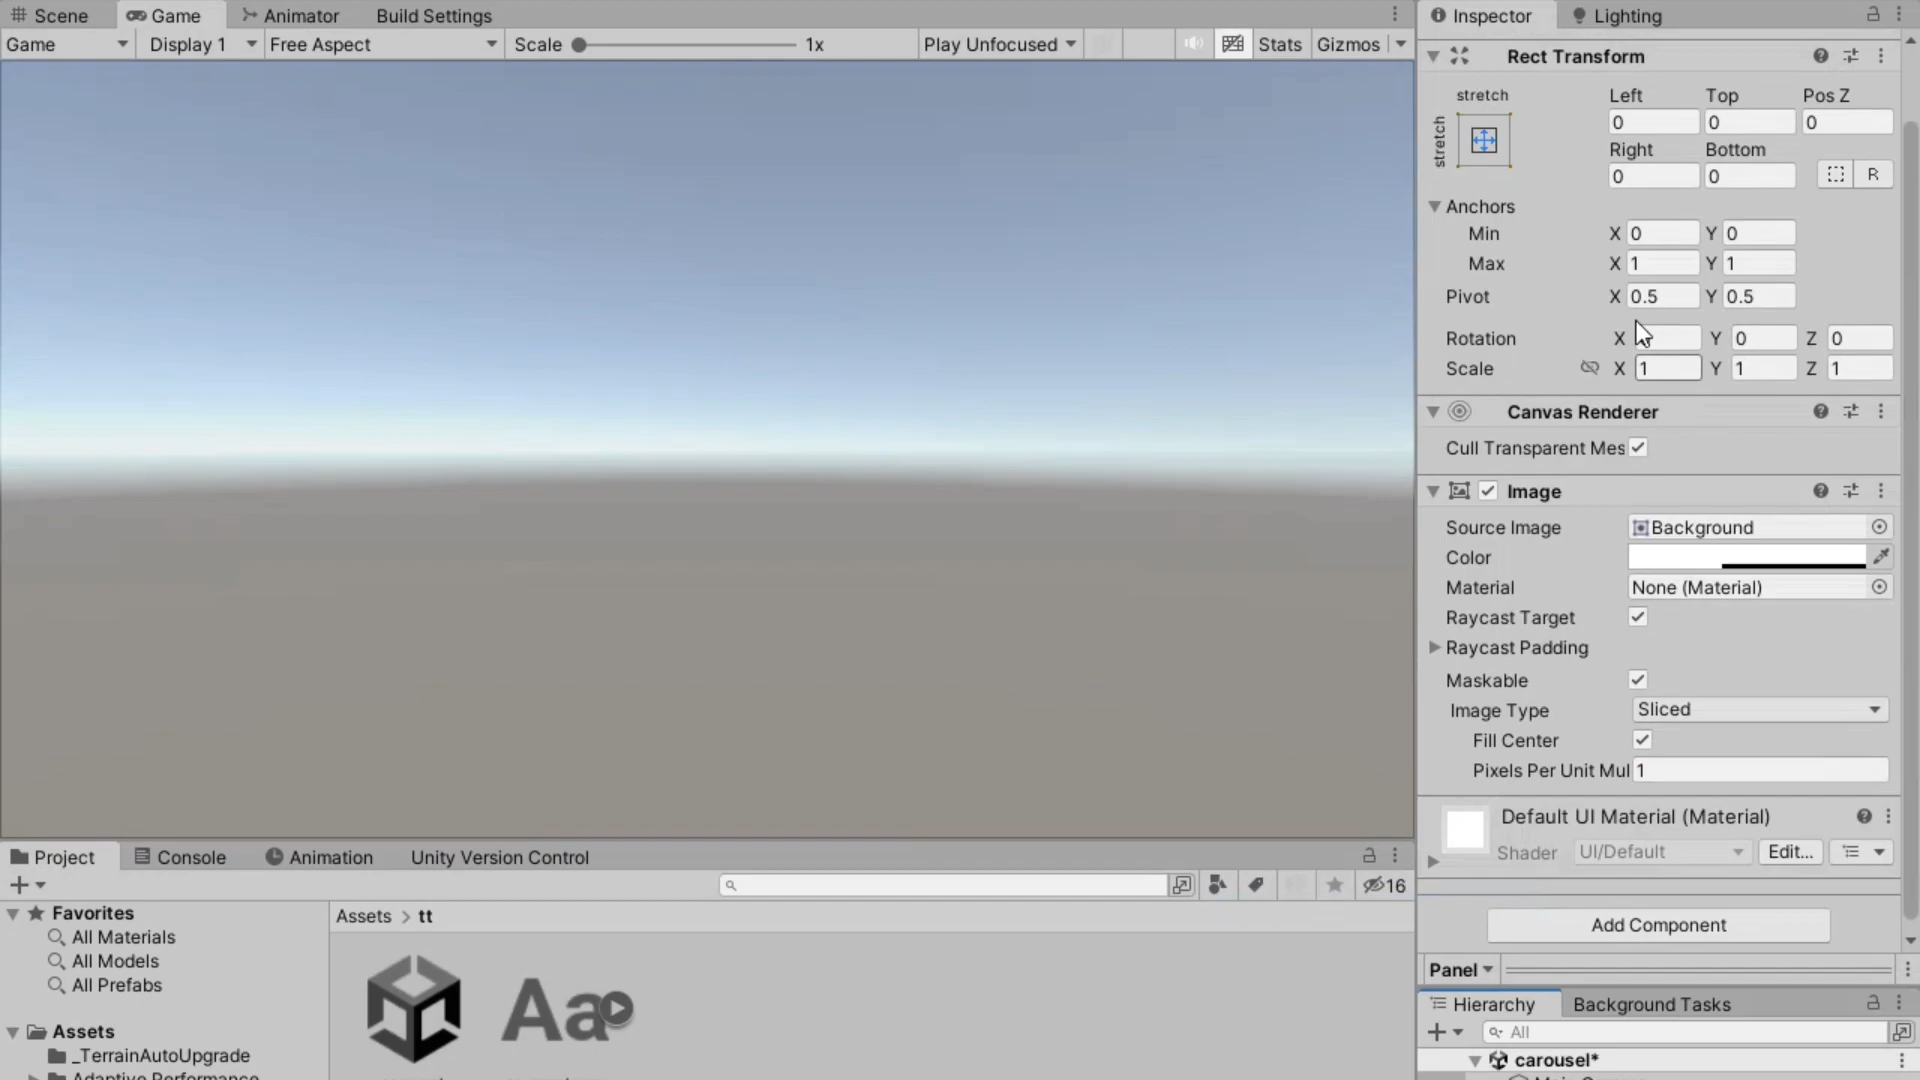 Scene Game Animator Build Settings
Game Display 1 Free Aspect Scale 1x Play Unfocused Stats Gizmos
Inspector Lighting
Rect Transform
stretch Left Top Pos Z
stretch 0 0 0
Right Bottom
0 0 R
Anchors
Min X 0 Y 0
Max X 1 Y 1
Pivot X 0.5 Y 0.5
Rotation X Y 0 Z 0
Scale X 1 Y 1 Z 1
Canvas Renderer
Cull Transparent Mes
Image
Source Image Background
Color
Material None (Material)
Raycast Target
Raycast Padding
Maskable
Image Type Sliced
Fill Center
Pixels Per Unit Mul 1
Default UI Material (Material)
Shader UI/Default Edit...
Add Component
Panel
Hierarchy Background Tasks
All
carousel*
Project Console Animation Unity Version Control
16
Favorites
All Materials
All Models
All Prefabs
Assets
_TerrainAutoUpgrade
Adaptive Performance
Assets > tt
Aa